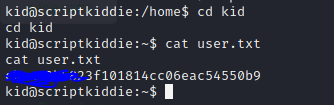 kid@scriptkiddie:/home$ cd kid
cd kid
kid@scriptkiddie:~$ cat user.txt
cat user.txt
23f101814cc06eac54550b9
kid@scriptkiddie:~$